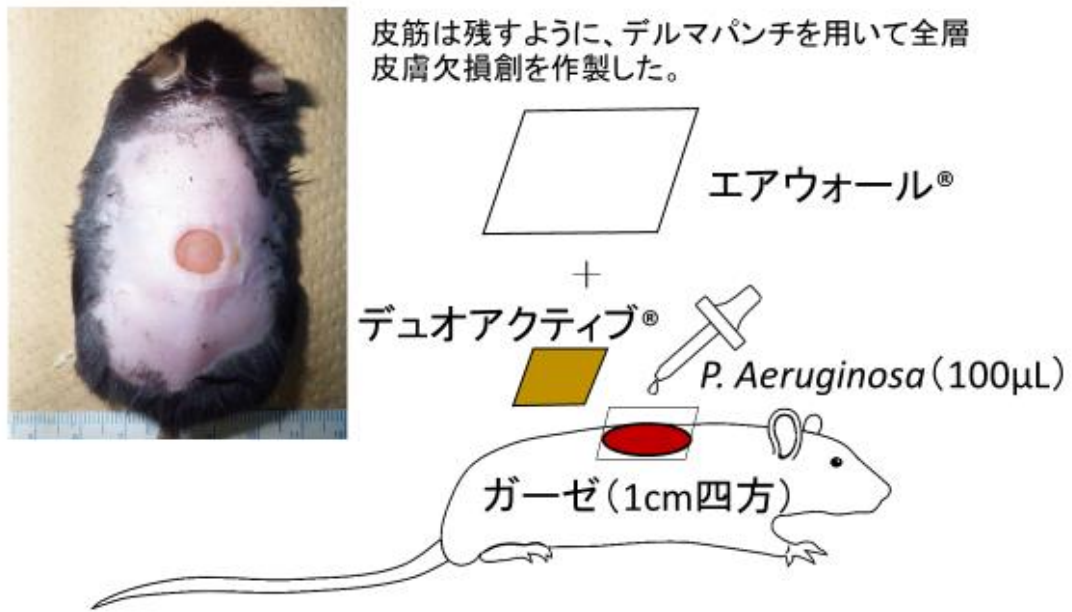 皮筋は残すように、デルマパンチを用いて全層
皮膚欠損創を作製した。
エアウォール®
+
デュオアクティブ®
P. Aeruginosa（100μL）
ガーゼ（1cm四方）